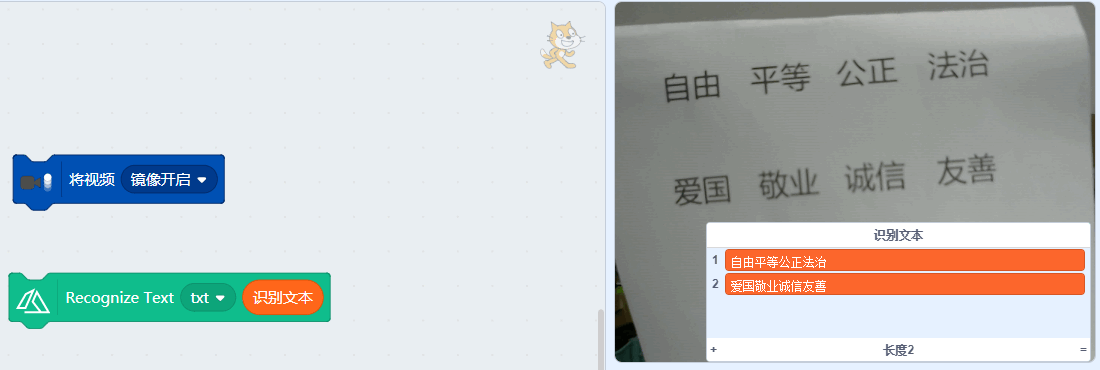 将视频 镜像开启
Recognize Text txt 识别文本
自由 平等 公正 法治
爱国 敬业 诚信 友善
识别文本
1 自由平等公正法治
2 爱国敬业诚信友善
+ 长度2 =